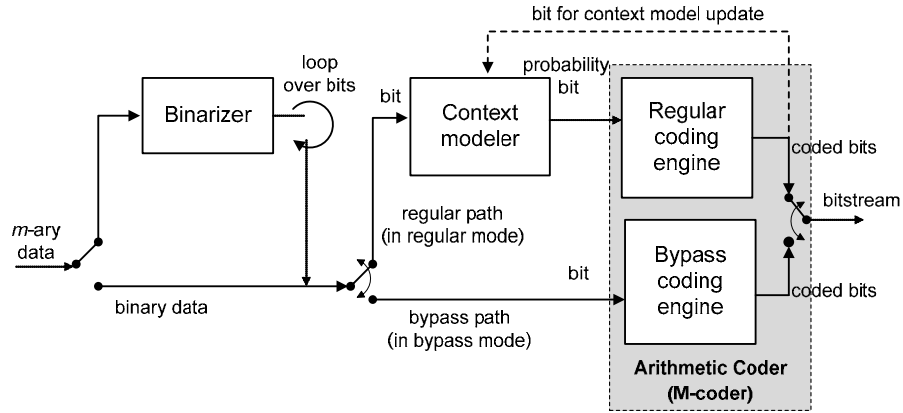 bit for context model update
loop
over bits
probability
bit
bit
Binarizer
Context
modeler
Regular
coding
engine
coded bits
bitstream
m-ary
data
regular path
(in regular mode)
binary data
bit
bypass path
(in bypass mode)
Bypass
coding
engine
coded bits
Arithmetic Coder
(M-coder)